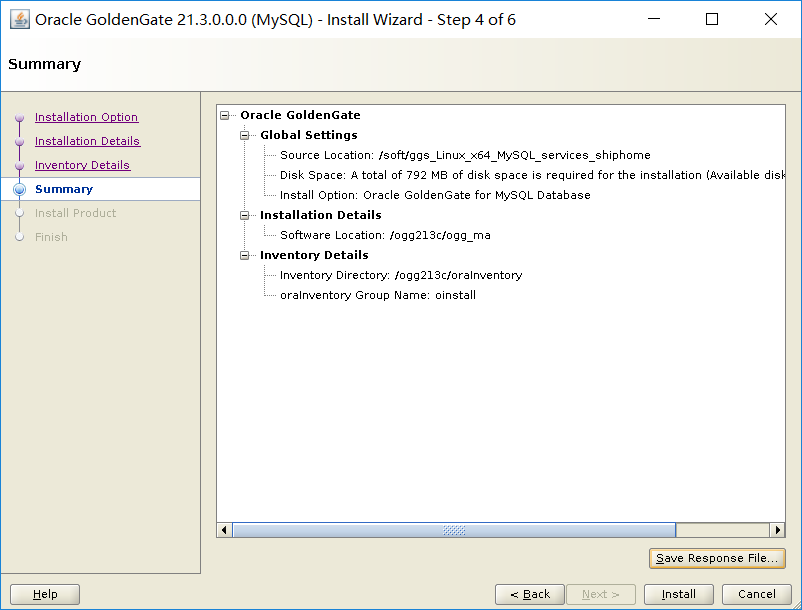 Oracle GoldenGate 21.3.0.0.0 (MySQL) - Install Wizard - Step 4 of 6
Summary
Installation Option
Installation Details
Inventory Details
Summary
Install Product
Finish
Oracle GoldenGate
Global Settings
Source Location: /soft/ggs_Linux_x64_MySQL_services_shiphome
Disk Space: A total of 792 MB of disk space is required for the installation (Available disk
Install Option: Oracle GoldenGate for MySQL Database
Installation Details
Software Location: /ogg213c/ogg_ma
Inventory Details
Inventory Directory: /ogg213c/oraInventory
oraInventory Group Name: oinstall
Save Response File...
Help
< Back
Next >
Install
Cancel